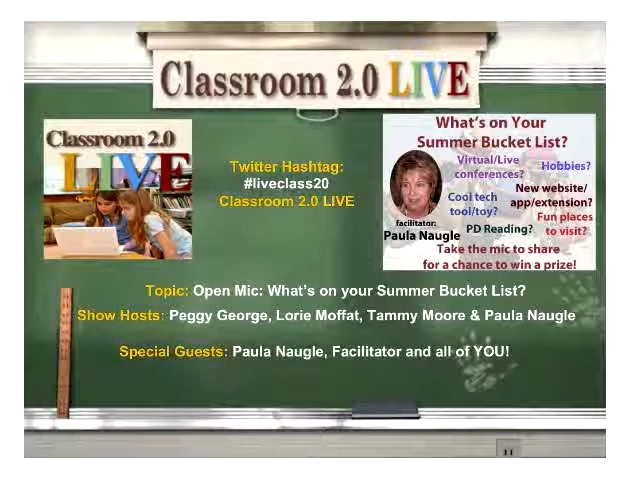 Classroom 2.0 LIVE
Classroom 2.0
LIVE
Twitter Hashtag:
#liveclass20
Classroom 2.0 LIVE
What's on Your
Summer Bucket List?
Virtual/Live
conferences?
Hobbies?
Cool tech
tool/toy?
New website/
app/extension?
Fun places
to visit?
PD Reading?
facilitator:
Paula Naugle
Take the mic to share
for a chance to win a prize!
Topic: Open Mic: What's on your Summer Bucket List?
Show Hosts: Peggy George, Lorie Moffat, Tammy Moore & Paula Naugle
Special Guests: Paula Naugle, Facilitator and all of YOU!
11